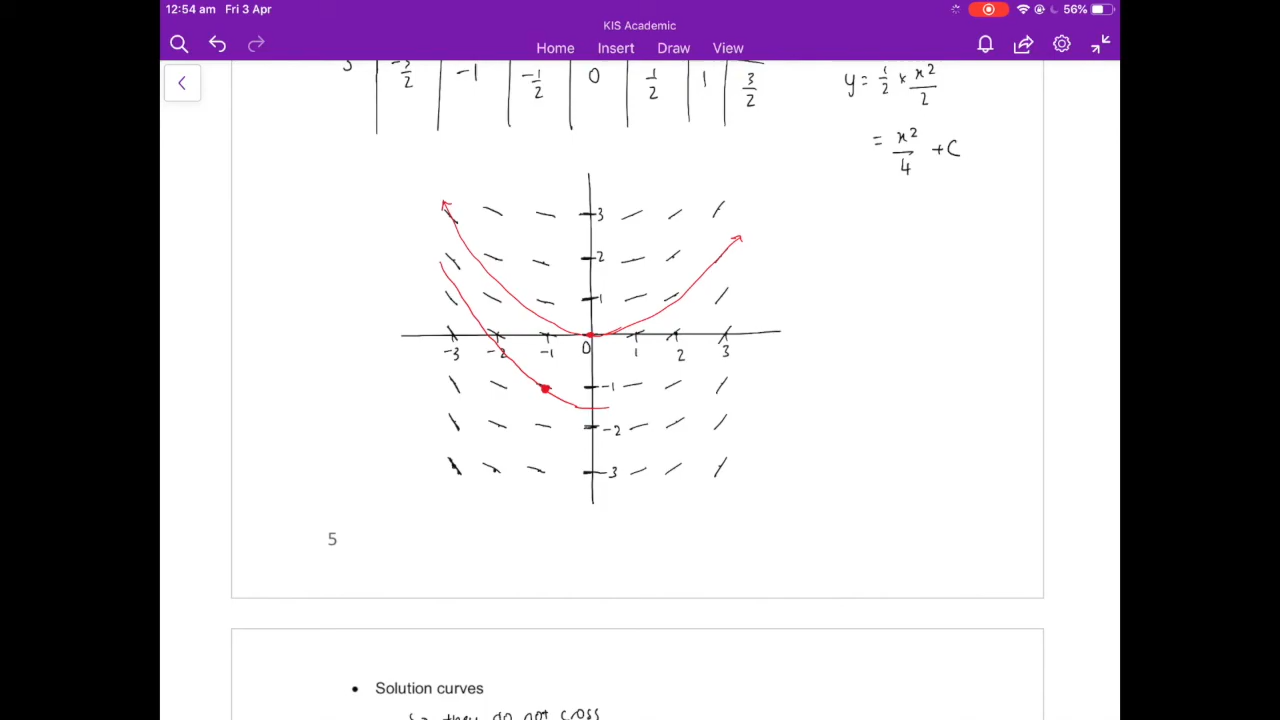 12:54 am Fri 3 Apr
56%
KIS Academic
Home Insert Draw View
-3/2 -1 -1/2 0 1/2 1 3/2
y = 1/2 × x²/2
= x²/4 + C
3
2
1
-3 -2 -1 0 1 2 3
-1
-2
-3
5
• Solution curves
they do not cross